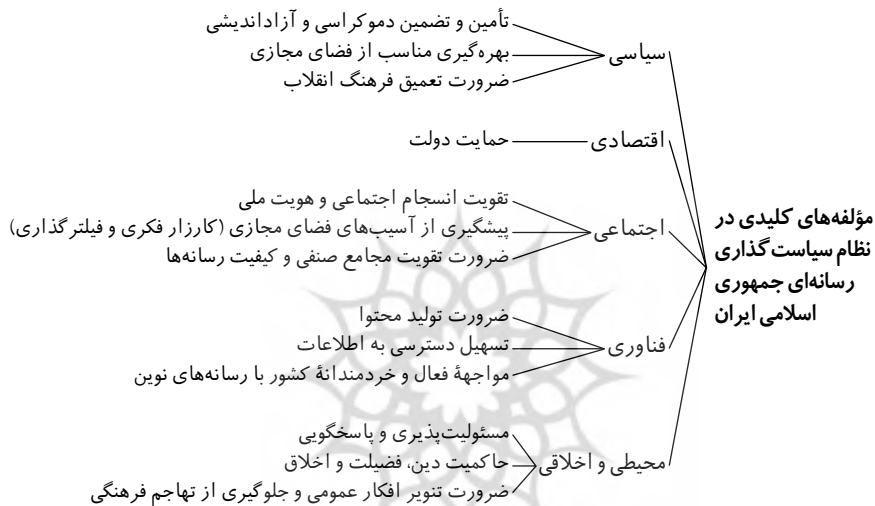 مؤلفه‌های کلیدی در
نظام سیاست‌گذاری
رسانه‌ای جمهوری
اسلامی ایران
سیاسی
تأمین و تضمین دموکراسی و آزاداندیشی
بهره‌گیری مناسب از فضای مجازی
ضرورت تعمیق فرهنگ انقلاب
اقتصادی
حمایت دولت
اجتماعی
تقویت انسجام اجتماعی و هویت ملی
پیشگیری از آسیب‌های فضای مجازی (کارزار فکری و فیلترگذاری)
ضرورت تقویت مجامع صنفی و کیفیت رسانه‌ها
فناوری
ضرورت تولید محتوا
تسهیل دسترسی به اطلاعات
مواجههٔ فعال و خردمندانهٔ کشور با رسانه‌های نوین
محیطی و اخلاقی
مسئولیت‌پذیری و پاسخگویی
حاکمیت دین، فضیلت و اخلاق
ضرورت تنویر افکار عمومی و جلوگیری از تهاجم فرهنگی